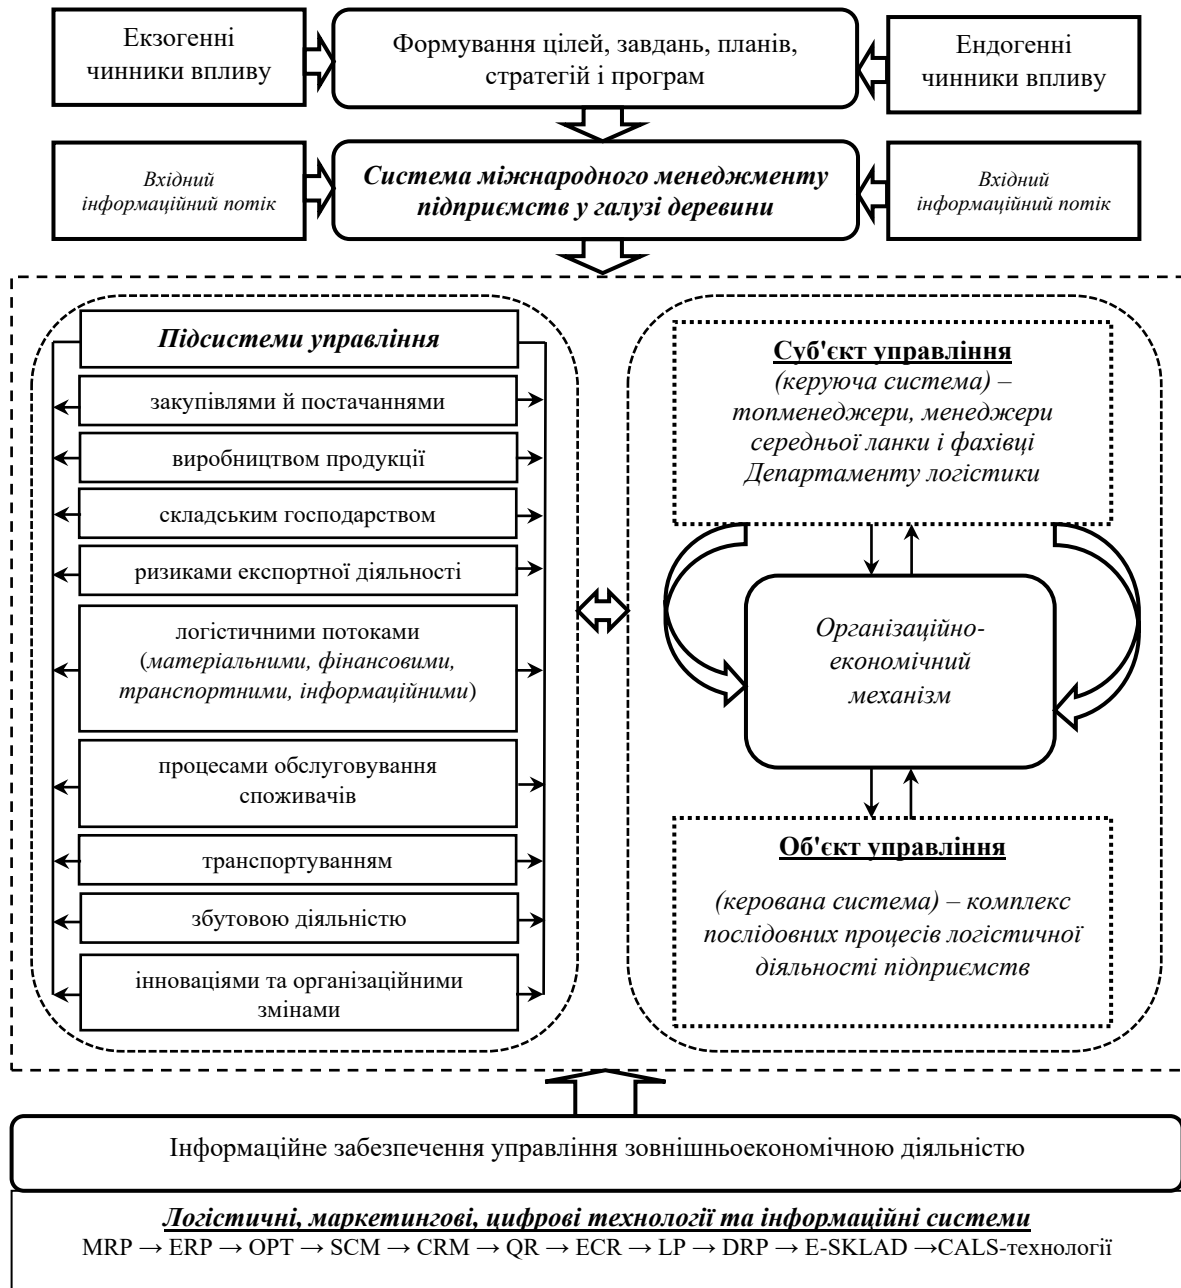 Екзогенні
чинники впливу
Формування цілей, завдань, планів,
стратегій і програм
Ендогенні
чинники впливу
Вхідний
інформаційний потік
Система міжнародного менеджменту
підприємств у галузі деревини
Вхідний
інформаційний потік
Підсистеми управління
закупівлями й постачаннями
виробництвом продукції
складським господарством
ризиками експортної діяльності
логістичними потоками
(матеріальними, фінансовими,
транспортними, інформаційними)
процесами обслуговування
споживачів
транспортуванням
збутовою діяльністю
інноваціями та організаційними
змінами
Суб'єкт управління
(керуюча система) –
топменеджери, менеджери
середньої ланки і фахівці
Департаменту логістики
Організаційно-
економічний
механізм
Об'єкт управління
(керована система) – комплекс
послідовних процесів логістичної
діяльності підприємств
Інформаційне забезпечення управління зовнішньоекономічною діяльністю
Логістичні, маркетингові, цифрові технології та інформаційні системи
MRP → ERP → OPT → SCM → CRM → QR → ECR → LP → DRP → E-SKLAD →CALS-технології